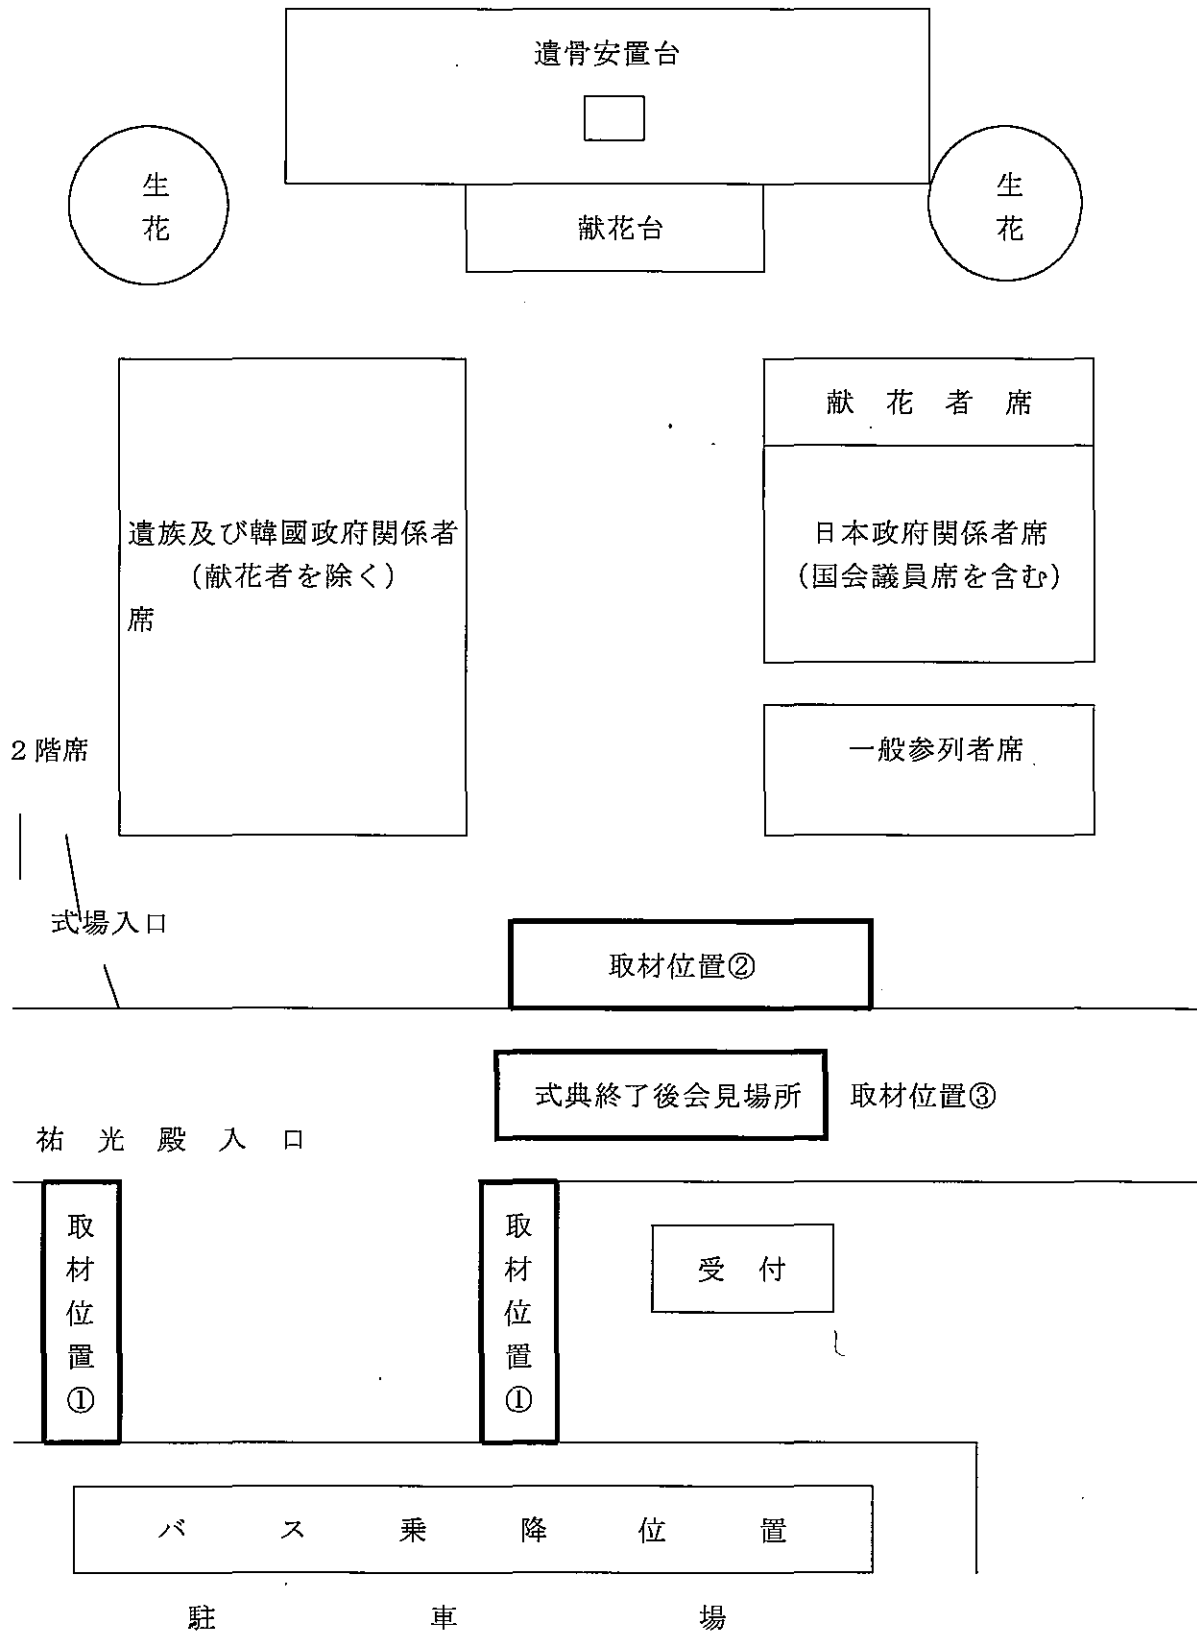 遺骨安置台
生花
生花
献花台
献花者席
遺族及び韓國政府関係者
(献花者を除く)
席
日本政府関係者席
(国会議員席を含む)
2階席
一般参列者席
式場入口
取材位置②
式典終了後会見場所
取材位置③
祐光殿入口
取材位置①
取材位置①
受付
バス乗降位置
駐車場